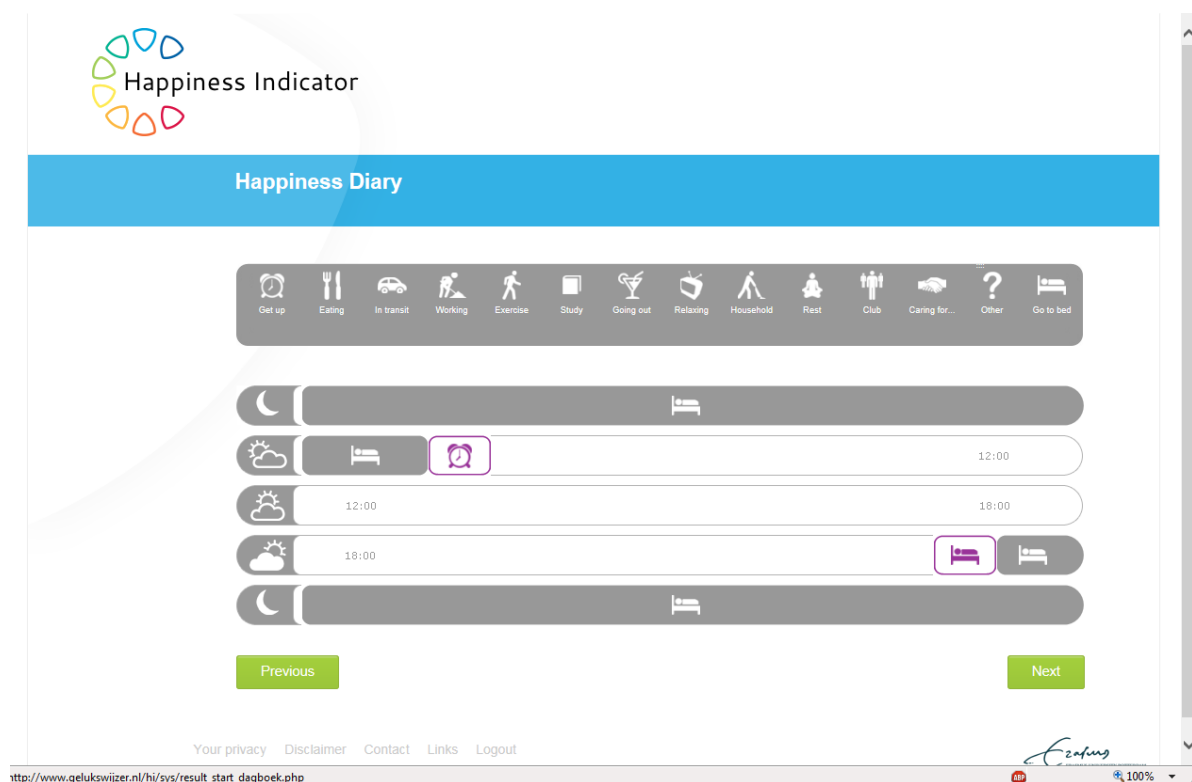 Happiness Indicator
Happiness Diary
Get up Eating In transit Working Exercise Study Going out Relaxing Household Rest Club Caring for... Other Go to bed
12:00
12:00 18:00
18:00
Previous Next
Your privacy Disclaimer Contact Links Logout
Erafung
http://www.gelukswijzer.nl/hi/sys/result_start_dagboek.php ABP 100%